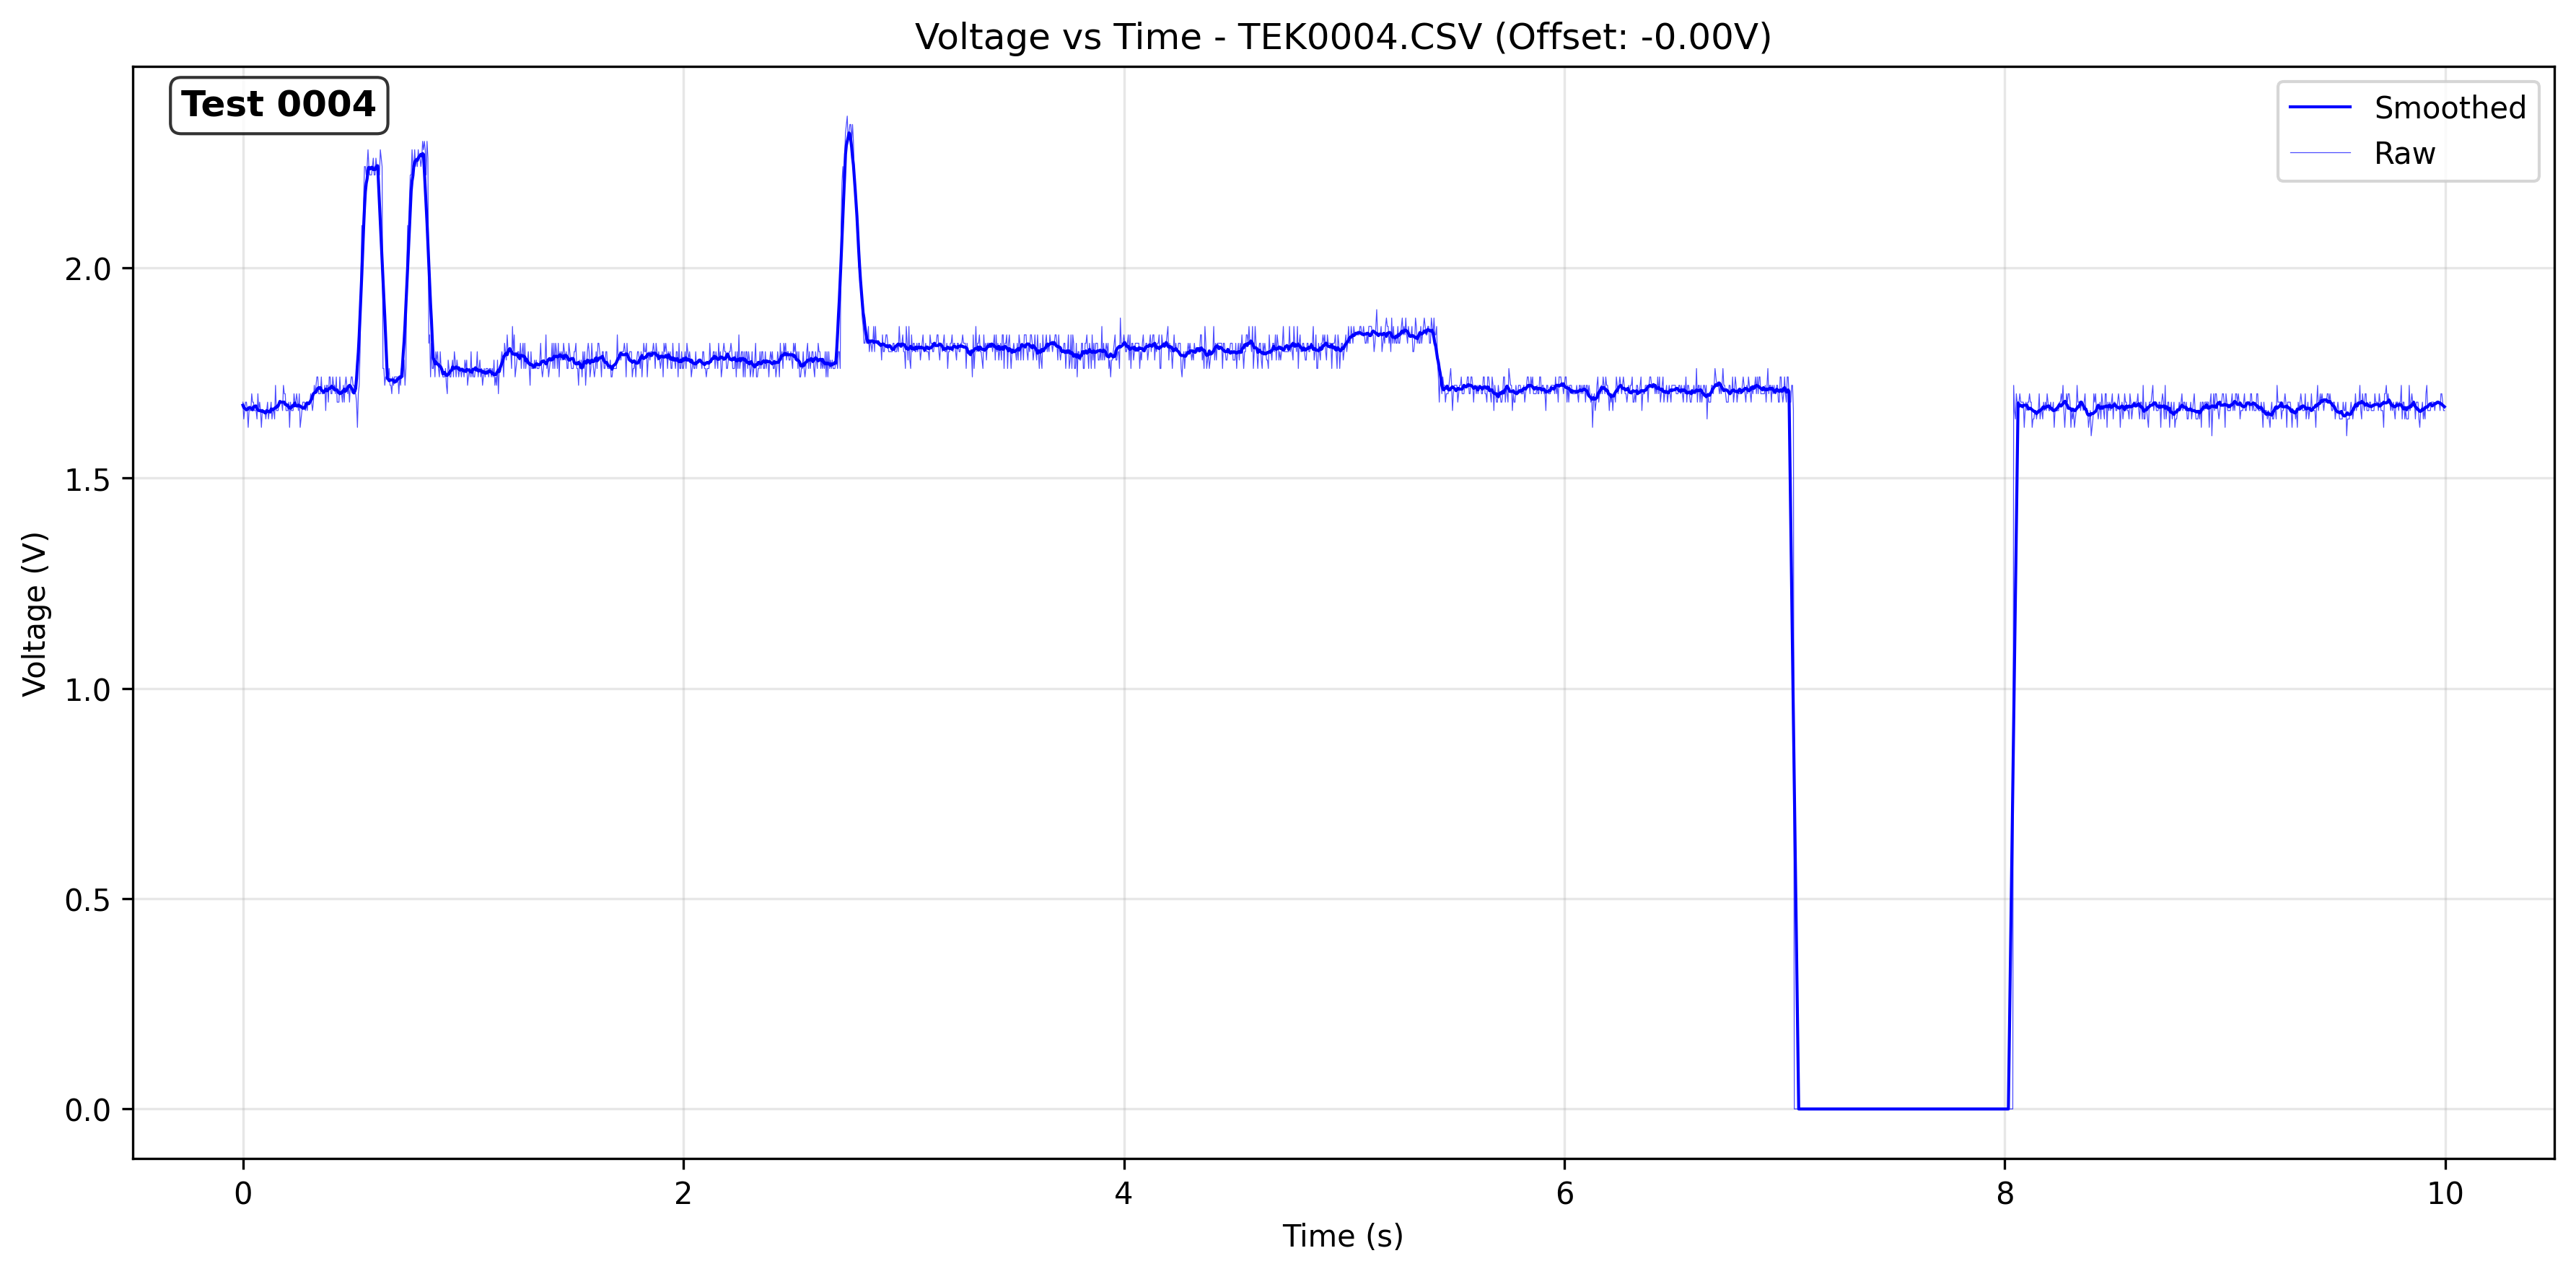 Voltage vs Time - TEK0004.CSV (Offset: -0.00V)
Test 0004
Smoothed
Raw
Voltage (V)
2.0
1.5
1.0
0.5
0.0
0 2 4 6 8 10
Time (s)